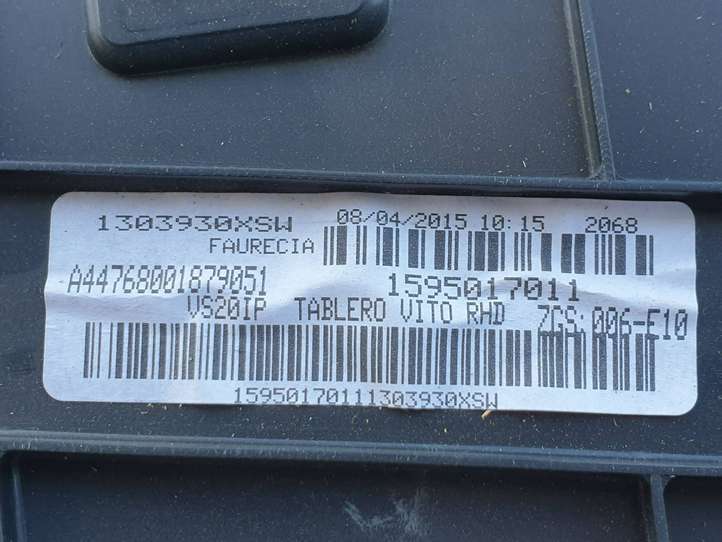 1303930XSW 08/04/2015 10:15 2068
FAURECIA
A44768001879051 1595017011
VS20IP TABLERO VITO RHD ZGS:006-E10
15950170111303930XSW